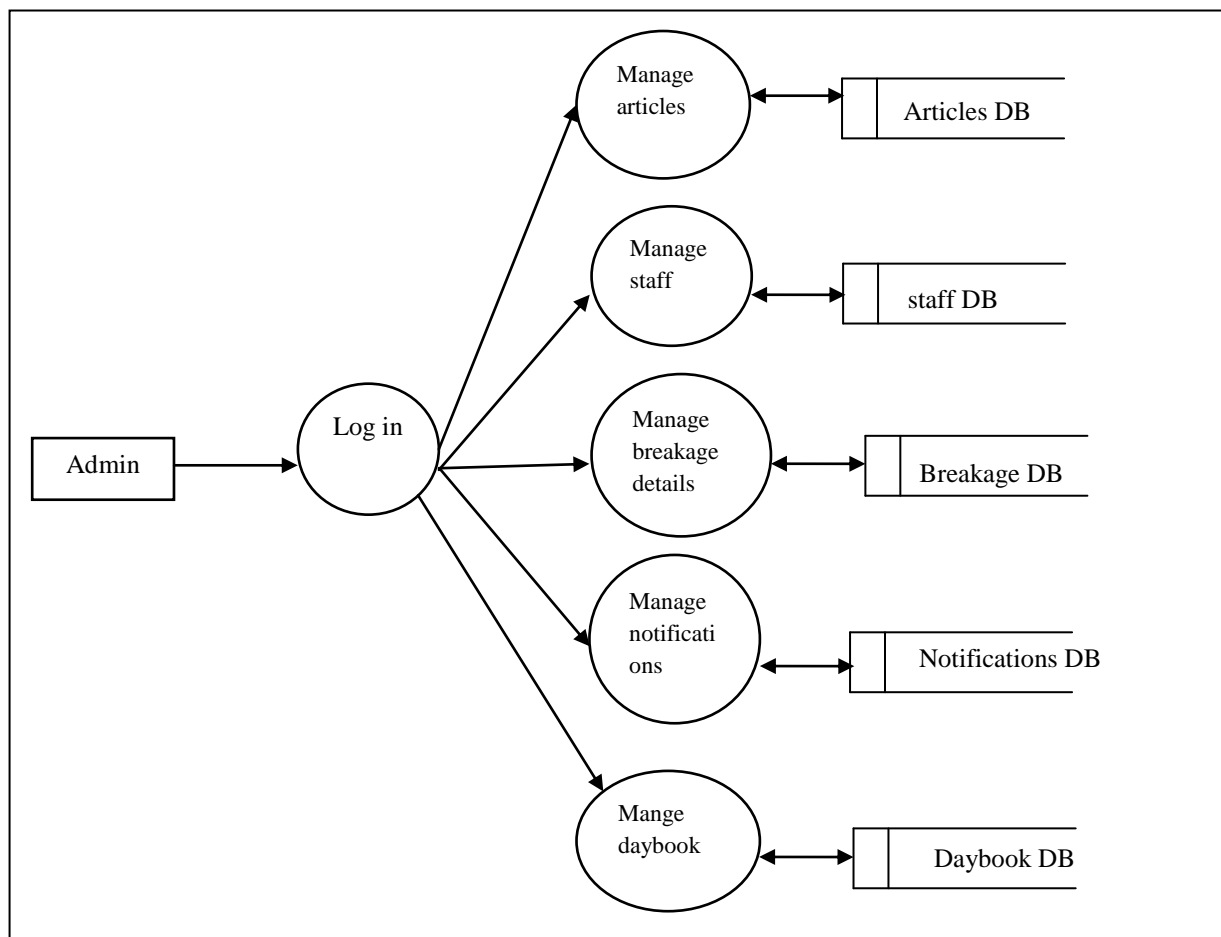 Manage
articles
Articles DB
Manage
staff
staff DB
Admin
Log in
Manage
breakage
details
Breakage DB
Manage
notificati
ons
Notifications DB
Mange
daybook
Daybook DB